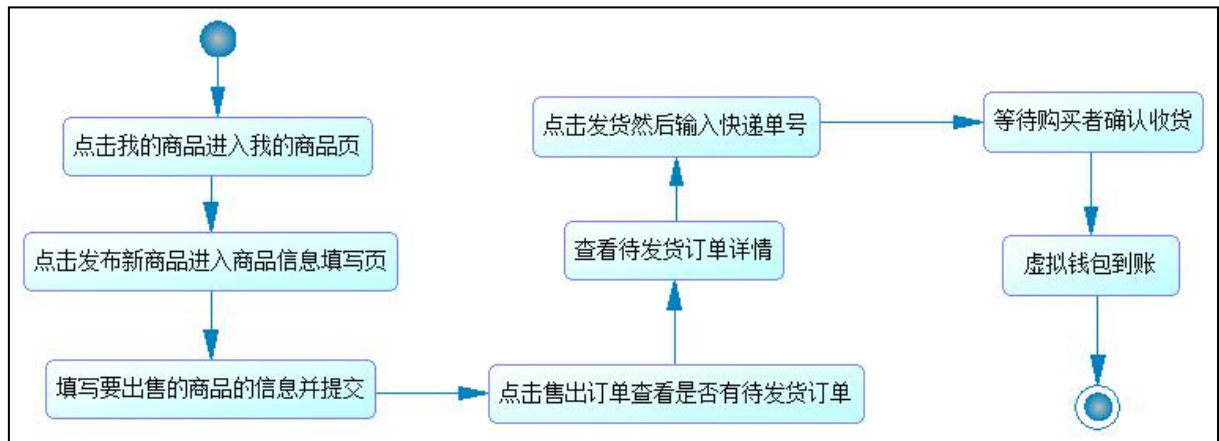 点击我的商品进入我的商品页
点击发布新商品进入商品信息填写页
填写要出售的商品的信息并提交
点击售出订单查看是否有待发货订单
查看待发货订单详情
点击发货然后输入快递单号
等待购买者确认收货
虚拟钱包到账